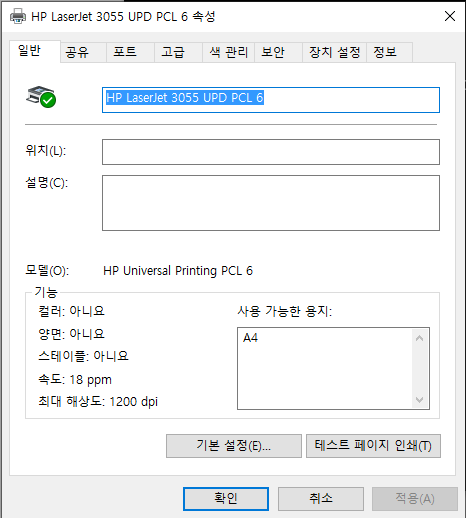 HP LaserJet 3055 UPD PCL 6 속성
일반 공유 포트 고급 색 관리 보안 장치 설정 정보
HP LaserJet 3055 UPD PCL 6
위치(L):
설명(C):
모델(O): HP Universal Printing PCL 6
기능
컬러: 아니요
양면: 아니요
스테이플: 아니요
속도: 18 ppm
최대 해상도: 1200 dpi
사용 가능한 용지:
A4
기본 설정(E)... 테스트 페이지 인쇄(T)
확인 취소 적용(A)